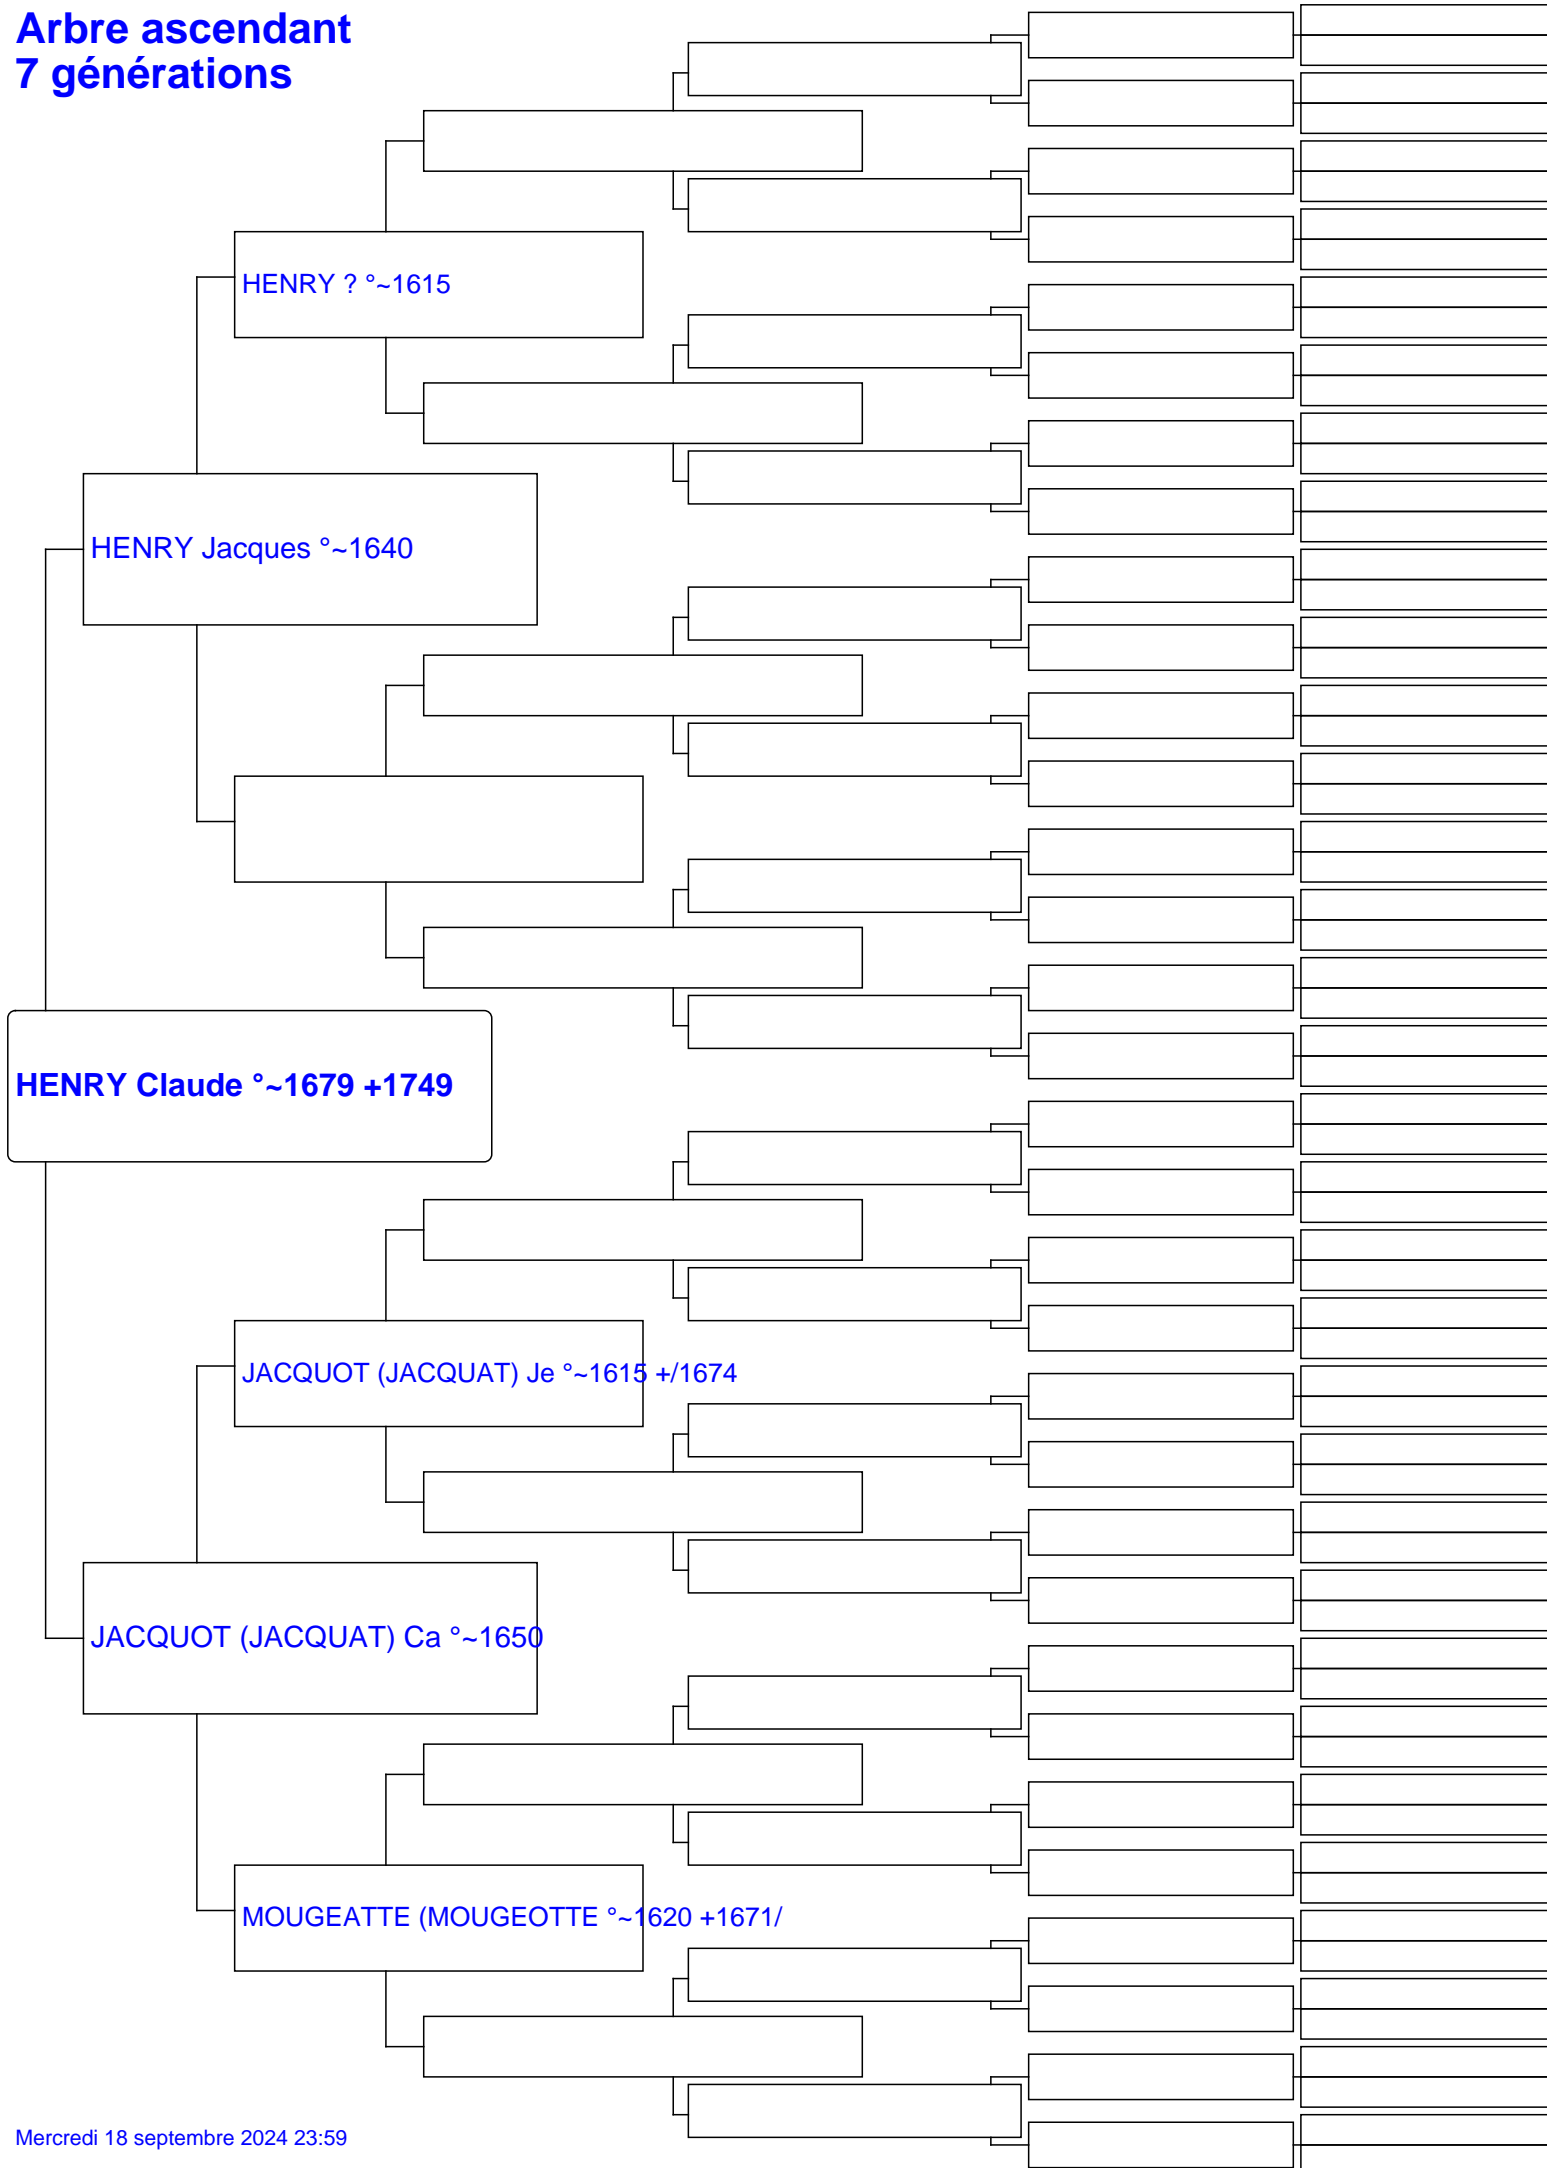 Arbre ascendant
7 générations
HENRY ? °~1615
HENRY Jacques °~1640
HENRY Claude °~1679 +1749
JACQUOT (JACQUAT) Je °~1615 +/1674
JACQUOT (JACQUAT) Ca °~1650
MOUGEATTE (MOUGEOTTE °~1620 +1671/
Mercredi 18 septembre 2024 23:59